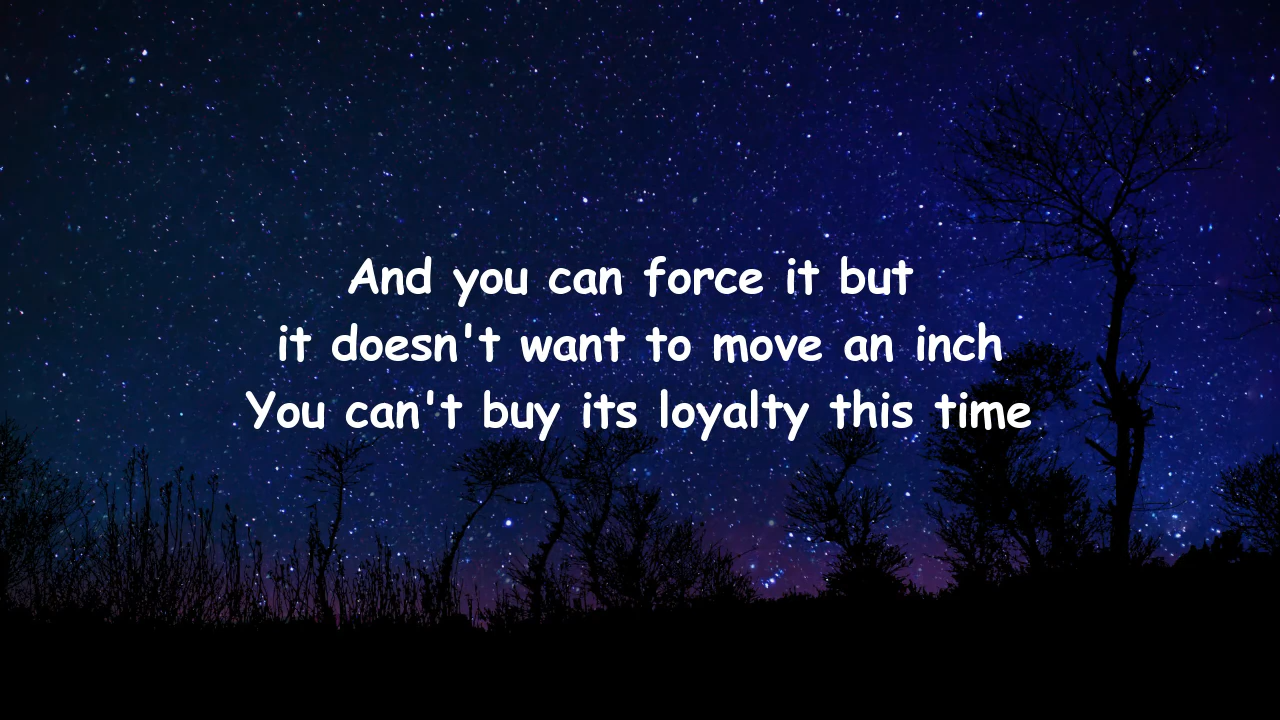 And you can force it but
it doesn't want to move an inch
You can't buy its loyalty this time